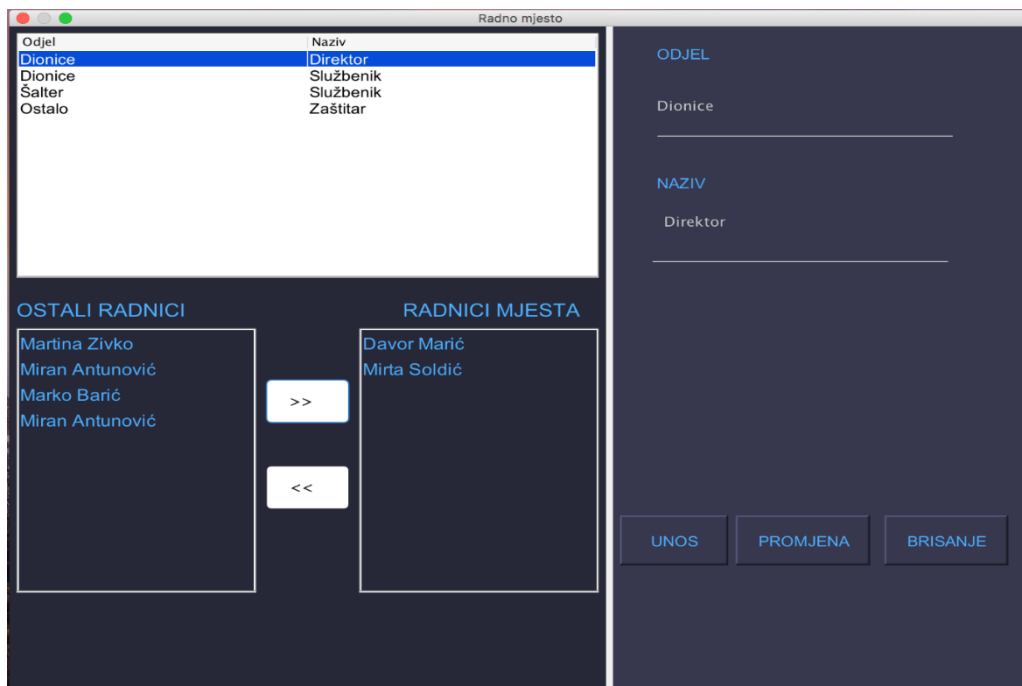 Radno mjesto
Odjel Naziv
Dionice Direktor
Dionice Službenik
Šalter Službenik
Ostalo Zaštitar
OSTALI RADNICI
Martina Zivko
Miran Antunović
Marko Barić
Miran Antunović
>>
<<
RADNICI MJESTA
Davor Marić
Mirta Soldić
ODJEL
Dionice
NAZIV
Direktor
UNOS PROMJENA BRISANJE